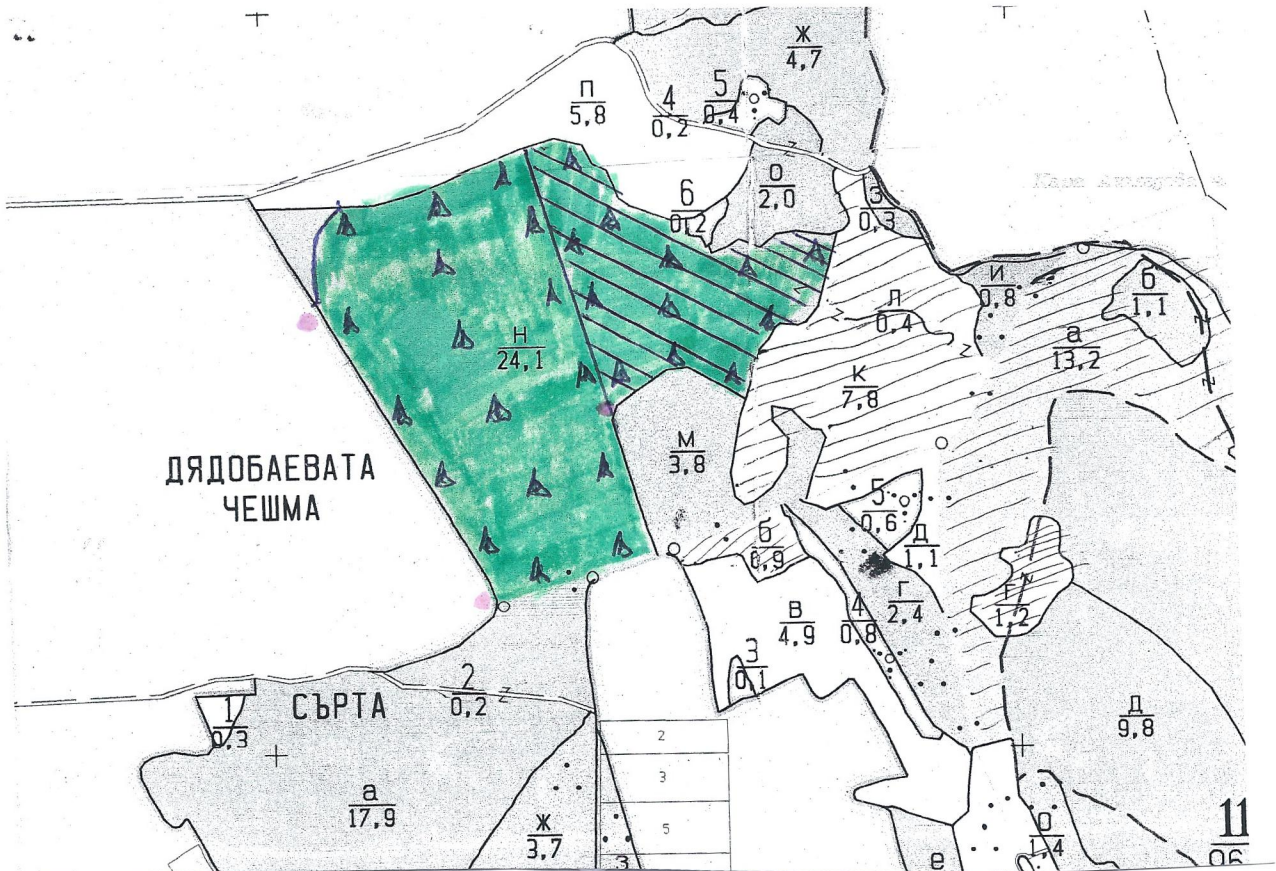 Ж
4,7
П
5,8
4
0,2
5
0,4
О
2,0
6
0,2
З
0,3
И
0,8
б
1,1
Л
0,4
а
13,2
Н
24,1
К
7,8
ДЯДОБАЕВАТА
ЧЕШМА
М
3,8
5
0,6
Д
1,1
б
0,9
Г
2,4
Г
1,2
В
4,9
4
0,8
3
0,1
2
0,2
СЪРТА
1
0,3
Д
9,8
2
3
а
17,9
5
Ж
3,7
3
О
1,4
е
11